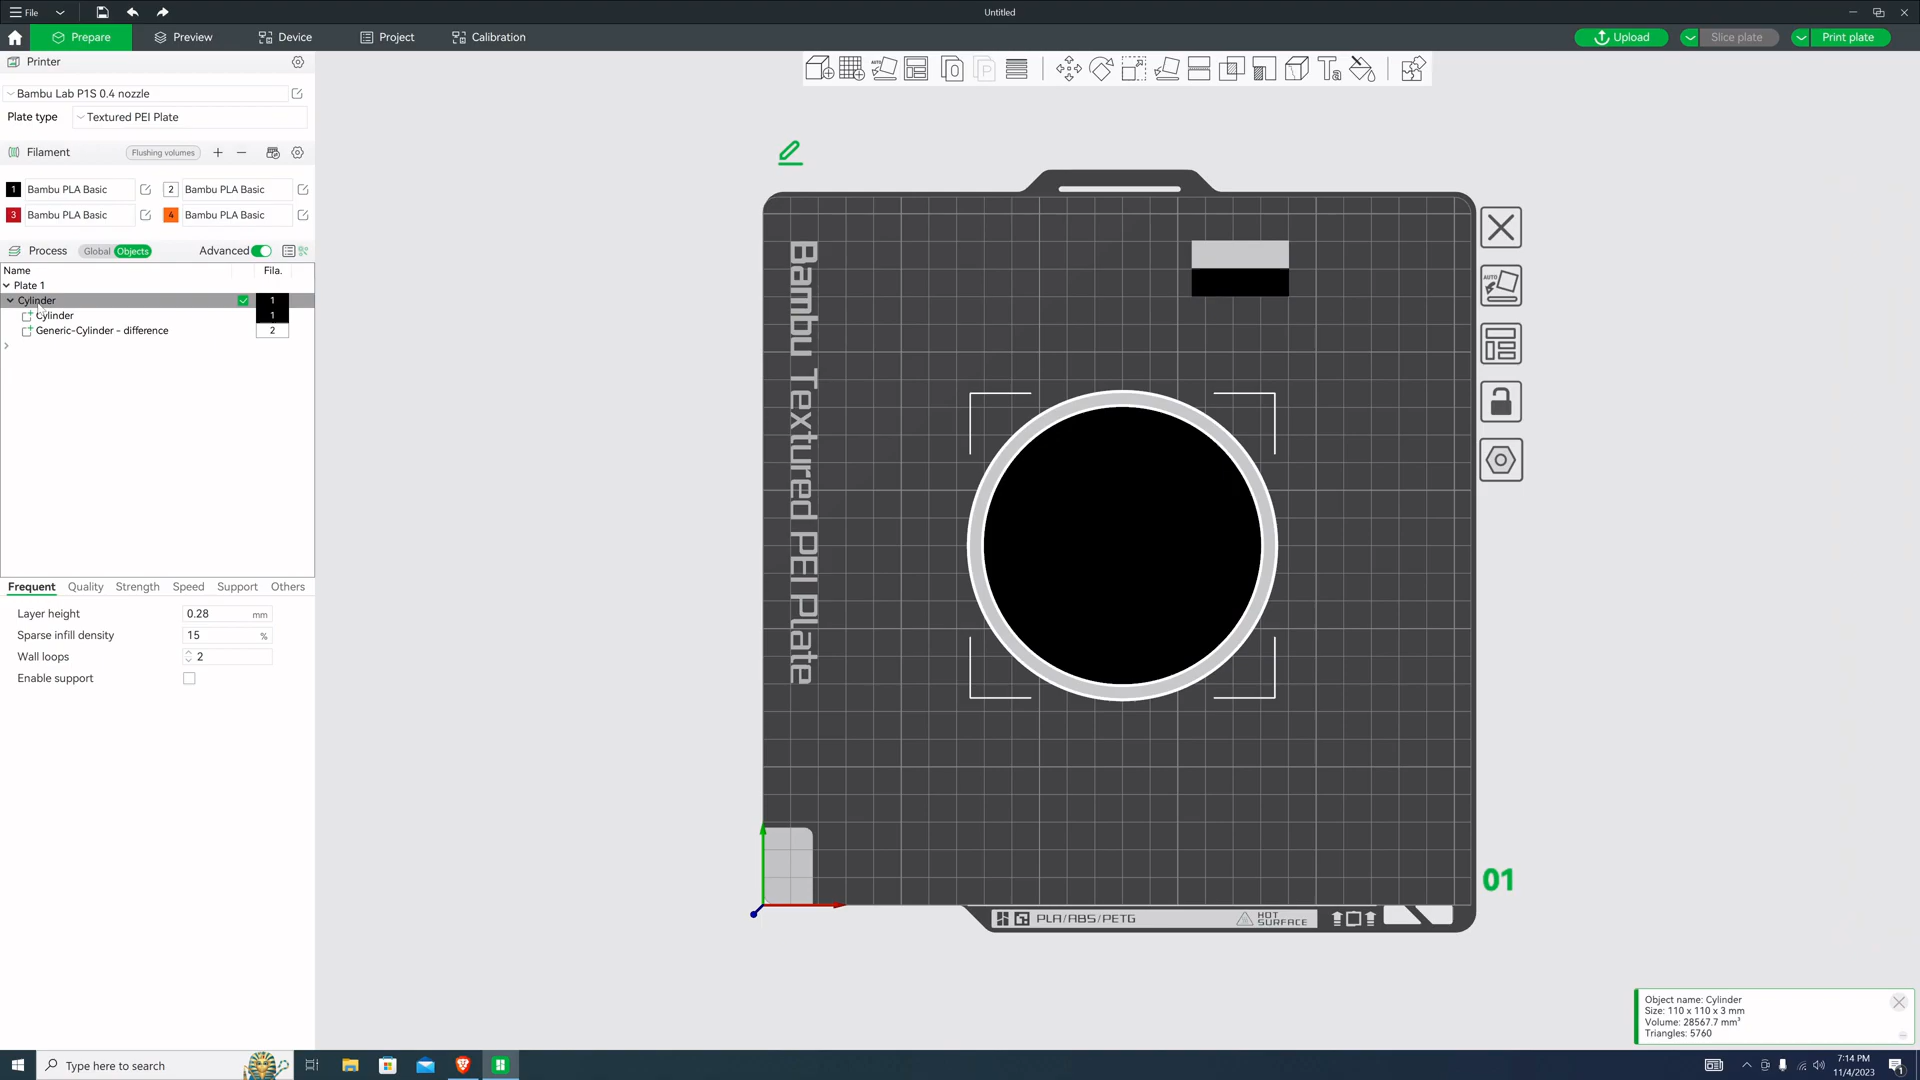 File
Untitled
Prepare
Preview
Device
Project
Calibration
Upload
Slice plate
Print plate
Printer
Bambu Lab P1S 0.4 nozzle
Plate type
Textured PEI Plate
Filament
Flushing volumes
1 Bambu PLA Basic
2 Bambu PLA Basic
3 Bambu PLA Basic
4 Bambu PLA Basic
Process
Global
Objects
Advanced
Name
Fila.
Plate 1
Cylinder 1
Cylinder 1
Generic-Cylinder - difference 2
Frequent
Quality
Strength
Speed
Support
Others
Layer height 0.28 mm
Sparse infill density 15 %
Wall loops 2
Enable support
AUTO
Bambu Textured PEI Plate
AUTO
01
PLA/ABS/PETG
HOT
SURFACE
Object name: Cylinder
Size: 110 x 110 x 3 mm
Volume: 28567.7 mm³
Triangles: 5760
Type here to search
7:14 PM
11/4/2023
1